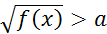 √f(x) > a